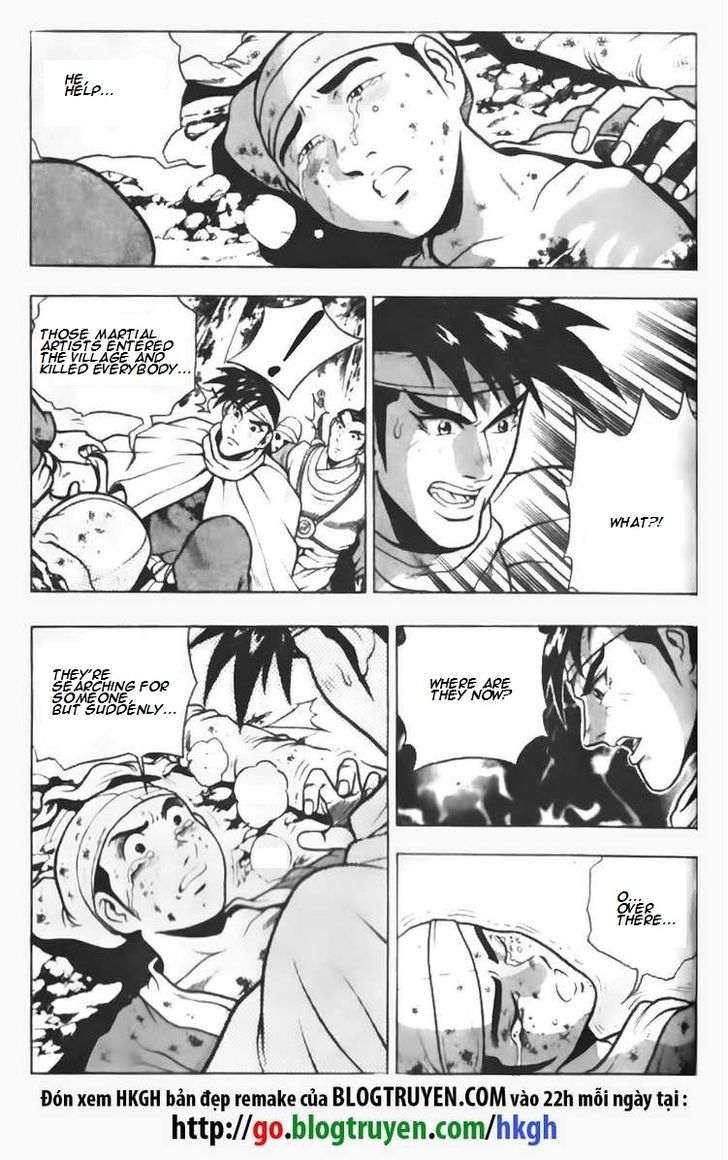 HE,
HELP...
THOSE MARTIAL
ARTISTS ENTERED
THE VILLAGE AND
KILLED EVERYBODY...
!
WHAT?!
THEY'RE
SEARCHING FOR
SOMEONE
BUT SUDDENLY...
WHERE ARE
THEY NOW?
O...
OVER
THERE...
Đón xem HKGH bản đẹp remake của BLOGTRUYEN.COM vào 22h mỗi ngày tại :
http://go.blogtruyen.com/hkgh